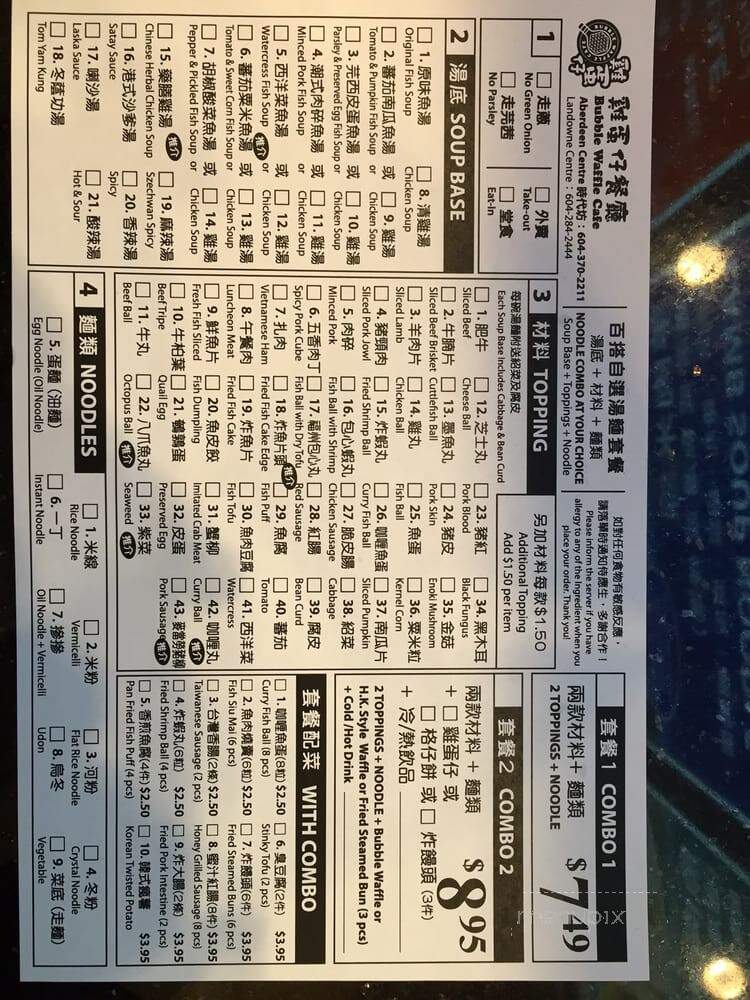 雞蛋仔
雞蛋仔餐廳
Bubble Waffle Cafe
Aberdeen Centre 時代坊 : 604-370-2211
Landowne Centre : 604-284-2444
百搭自選湯麵套餐
湯底 + 材料 + 麵類
NOODLE COMBO AT YOUR CHOICE
Soup Base + Toppings + Noodle
如對任何食物有敏感反應，
請落單時通知侍應生，多謝合作！
Please inform the server if you have
allergy to any of the ingredient when you
place your order. Thank you!
1
走蔥
No Green Onion
外賣
Take-out
走芫茜
No Parsley
堂食
Eat-In
2 湯底 SOUP BASE
1. 原味魚湯
Original Fish Soup
8. 清雞湯
Chicken Soup
2. 蕃茄南瓜魚湯 或 9. 雞湯
Tomato & Pumpkin Fish Soup or Chicken Soup
3. 芫西皮蛋魚湯 或 10. 雞湯
Parsley & Preserved Egg Fish Soup or Chicken Soup
4. 潮式肉碎魚湯 或 11. 雞湯
Minced Pork Fish Soup or Chicken Soup
5. 西洋菜魚湯 或 12. 雞湯
Watercress Fish Soup 推介 or Chicken Soup
6. 蕃茄粟米魚湯 或 13. 雞湯
Tomato & Sweet Corn Fish Soup or Chicken Soup
7. 胡椒酸菜魚湯 或 14. 雞湯
Pepper & Pickled Fish Soup or Chicken Soup
15. 藥膳雞湯 推介
Chinese Herbal Chicken Soup
19. 麻辣湯
Szechwan Spicy
16. 港式沙爹湯
Satay Sauce
20. 香辣湯
Spicy
17. 喇沙湯
Laska Sauce
21. 酸辣湯
Hot & Sour
18. 冬蔭功湯
Tom Yam Kung
3 材料 TOPPING
每碗湯麵附送紹菜及腐皮
Each Soup Base Includes Cabbage & Bean Curd
另加材料每款$1.50
Additional Topping
Add $1.50 per item
1. 肥牛
Sliced Beef
12. 芝士丸
Cheese Ball
23. 豬紅
Pork Blood
34. 黑木耳
Black Fungus
2. 牛腩片
Sliced Beef Brisket
13. 墨魚丸
Cuttlefish Ball
24. 豬皮
Pork Skin
35. 金菇
Enoki Mushroom
3. 羊肉片
Sliced Lamb
14. 雞丸
Chicken Ball
25. 魚蛋
Fish Ball
36. 粟米粒
Kernel Corn
4. 豬頸肉
Sliced Pork Jowl
15. 炸蝦丸
Fried Shrimp Ball
26 咖喱魚蛋
Curry Fish Ball
37. 南瓜片
Sliced Pumpkin
5. 肉碎
Minced Pork
16. 包心蝦丸
Fish Ball with Shrimp
27. 脆皮腸
Chicken Sausage
38. 紹菜
Cabbage
6. 五香肉丁
Spicy Pork Cube
17. 福州包心丸
Fish Ball with Dry Tofu
28 紅腸
Red Sausage
39. 腐皮
Bean Curd
7. 扎肉
Vietnamese Ham
18. 炸魚片頭 推介
Fried Fish Cake Edge
29. 魚腐
Fish Puff
40. 蕃茄
Tomato
8. 午餐肉
Luncheon Meat
19. 炸魚片
Fried Fish Cake
30. 魚肉豆腐
Fish Tofu
41. 西洋菜
Watercress
9. 鮮魚片
Fresh Fish Sliced
20. 魚皮餃
Fish Dumpling
31. 蟹柳
Imitated Crab Meat
42. 咖喱丸
Curry Ball 推介
10. 牛柏葉
Beef Tripe
21. 鵪鶉蛋
Quail Egg
32. 皮蛋
Preserved Egg
43. 麥當勞豬柳
Pork Sausage 推介
11. 牛丸
Beef Ball
22. 八爪魚丸
Octopus Ball 推介
33. 紫菜
Seaweed 推介
4 麵類 NOODLES
1. 米線
Rice Noodle
2. 米粉
Vermicelli
3. 河粉
Flat Rice Noodle
4. 冬粉
Crystal Noodle
5. 蛋麵 (油麵)
Egg Noodle (Oil Noodle)
6. 一丁
Instant Noodle
7. 摻摻
Oil Noodle + Vermicelli
8. 烏冬
Udon
9. 菜底 (走麵)
Vegetable
套餐1 COMBO 1
兩款材料 + 麵類
2 TOPPINGS + NOODLE
$7.49
套餐2 COMBO 2
兩款材料 + 麵類
+ 雞蛋仔 或
格仔餅 或 炸饅頭 (3件)
+ 冷/熱飲品
$8.95
2 TOPPINGS + NOODLE + Bubble Waffle or
H.K. Style Waffle or Fried Steamed Bun (3 pcs)
+ Cold /Hot Drink
套餐配菜 WITH COMBO
1. 咖喱魚蛋(8粒) $2.50
Curry Fish Ball (8 pcs)
6. 臭豆腐(2件) $3.95
Stinky Tofu (2 pcs)
2. 魚肉燒賣(6粒) $2.50
Fish Siu Mai (6 pcs)
7. 炸饅頭(6件) $3.95
Fried Steamed Buns (6 pcs)
3. 台灣香腸(2條) $2.50
Taiwanese Sausage (2 pcs)
8. 蜜汁紅腸(8件) $3.95
Honey Grilled Sausage (8 pcs)
4. 炸蝦丸(6粒) $2.50
Fried Shrimp Ball (6 pcs)
9. 炸大腸(2條) $3.95
Fried Pork Intestine (2 pcs)
5. 香煎魚腐(4件) $2.50
Pan Fried Fish Puff (4 pcs)
10. 韓式風薯 $3.95
Korean Twisted Potato
menupix